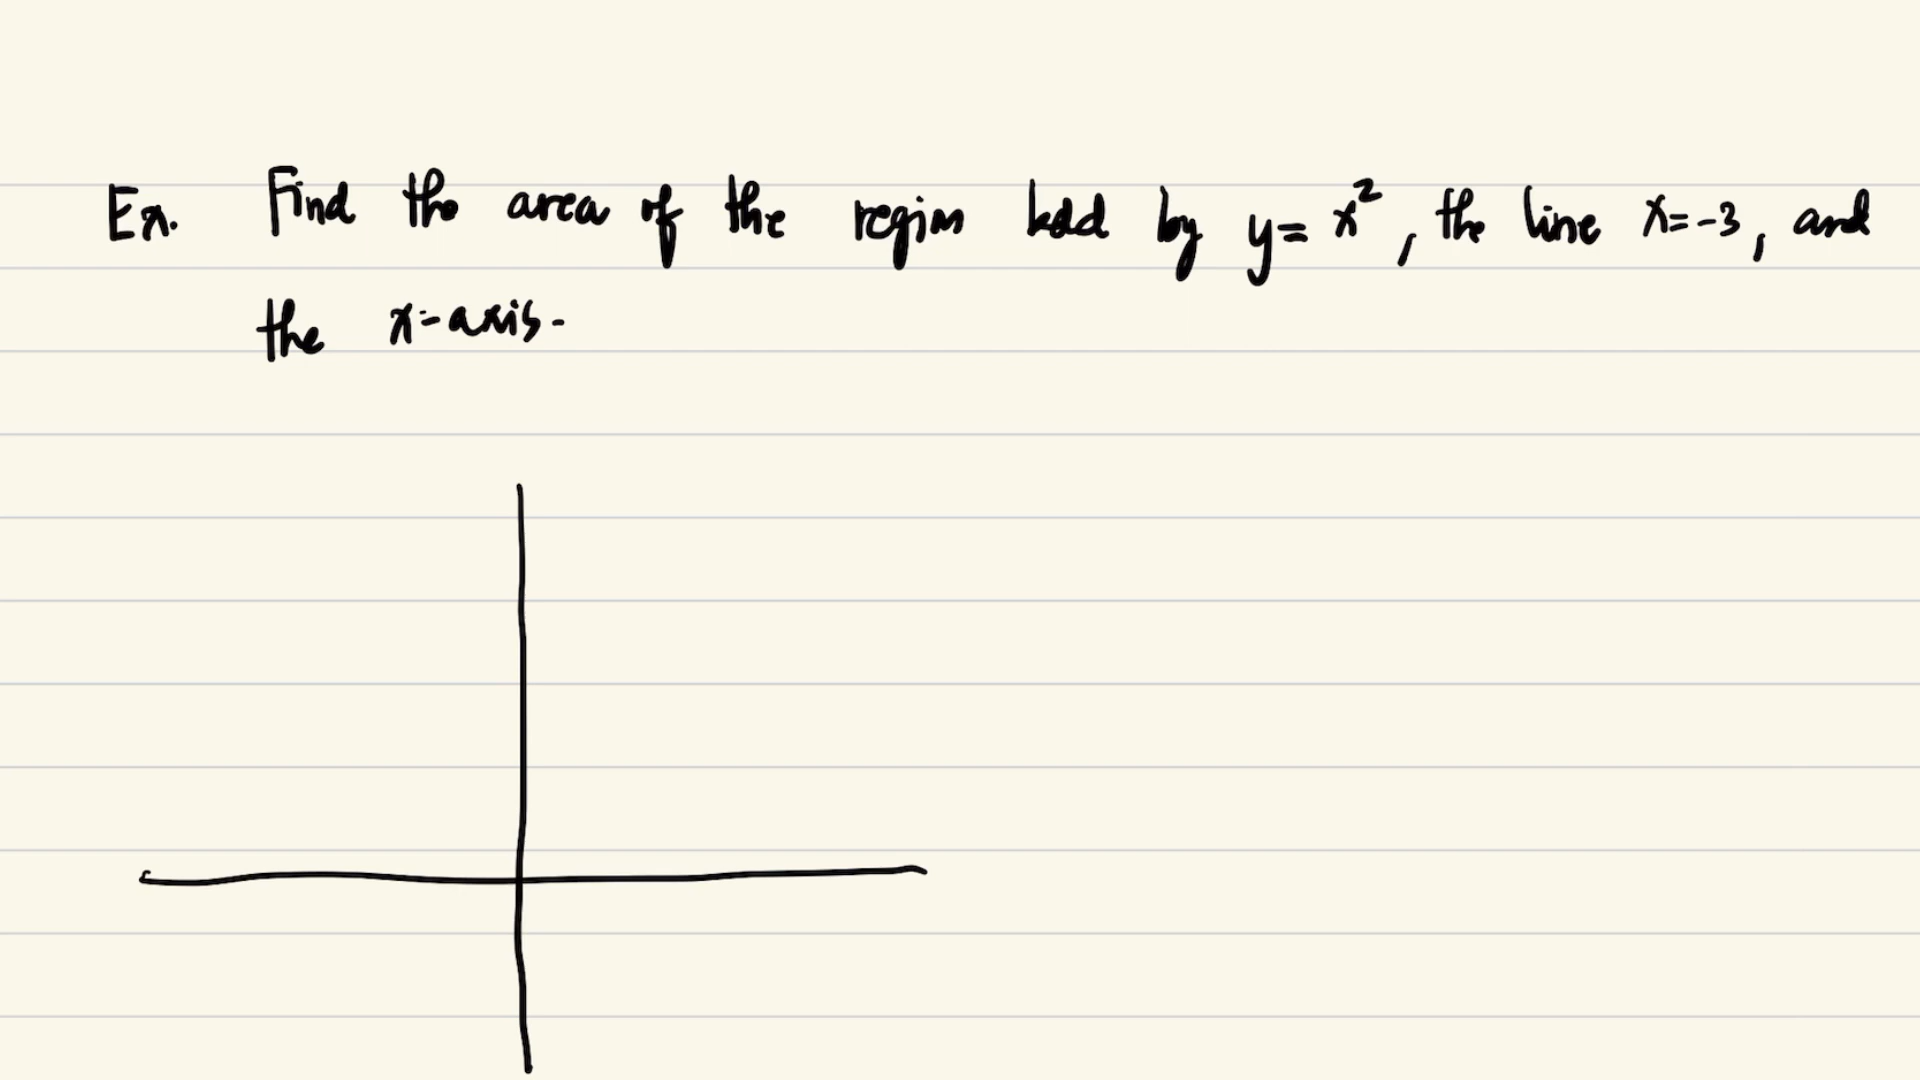 Ex. Find the area of the region bdd by y = x², the line x = -3, and
the x-axis.